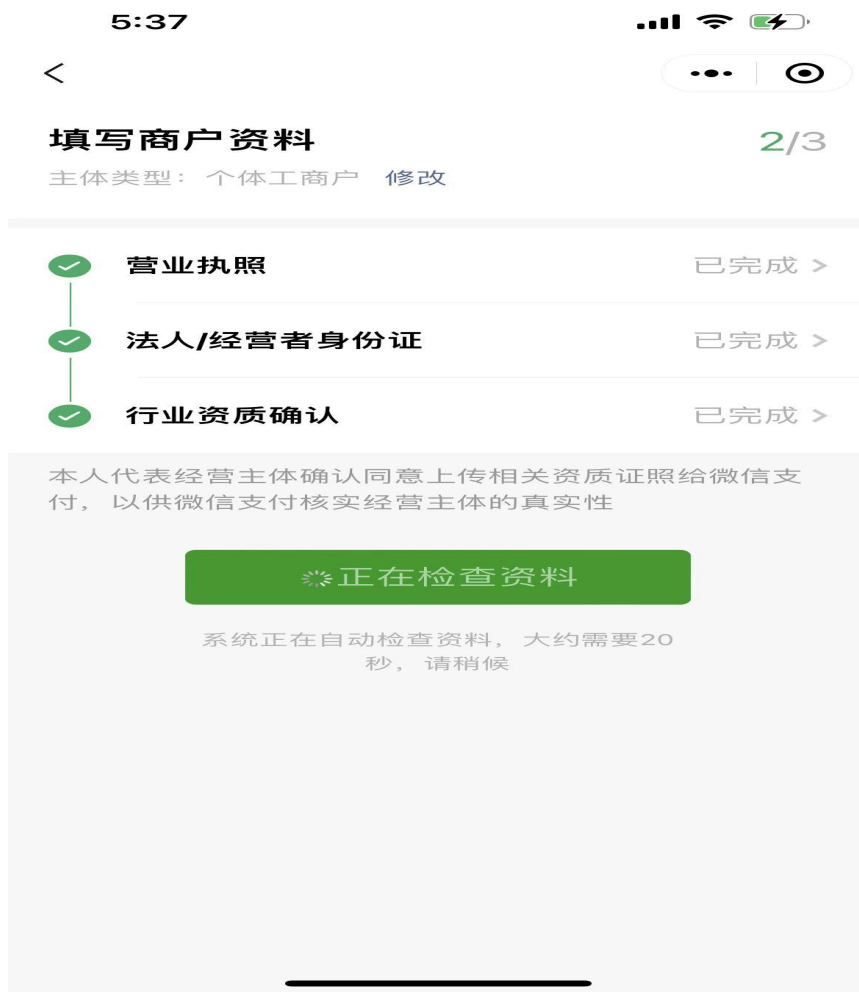 5:37
填写商户资料
2/3
主体类型：个体工商户 修改
营业执照 已完成 >
法人/经营者身份证 已完成 >
行业资质确认 已完成 >
本人代表经营主体确认同意上传相关资质证照给微信支
付，以供微信支付核实经营主体的真实性
正在检查资料
系统正在自动检查资料，大约需要20
秒，请稍候